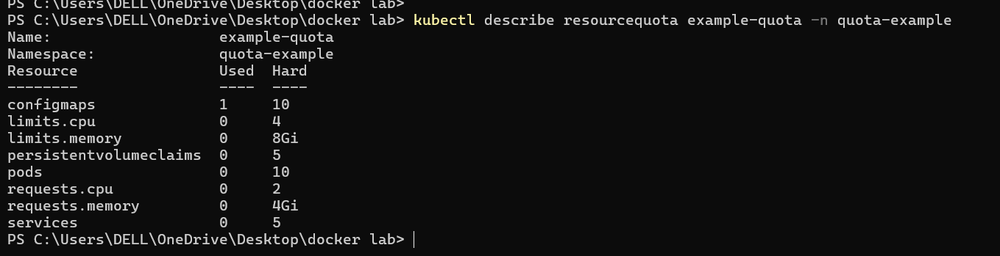 PS C:\Users\DELL\OneDrive\Desktop\docker lab>
PS C:\Users\DELL\OneDrive\Desktop\docker lab> kubectl describe resourcequota example-quota -n quota-example
Name:                   example-quota
Namespace:              quota-example
Resource                Used  Hard
--------                ----  ----
configmaps              1     10
limits.cpu              0     4
limits.memory           0     8Gi
persistentvolumeclaims  0     5
pods                    0     10
requests.cpu            0     2
requests.memory         0     4Gi
services                0     5
PS C:\Users\DELL\OneDrive\Desktop\docker lab>